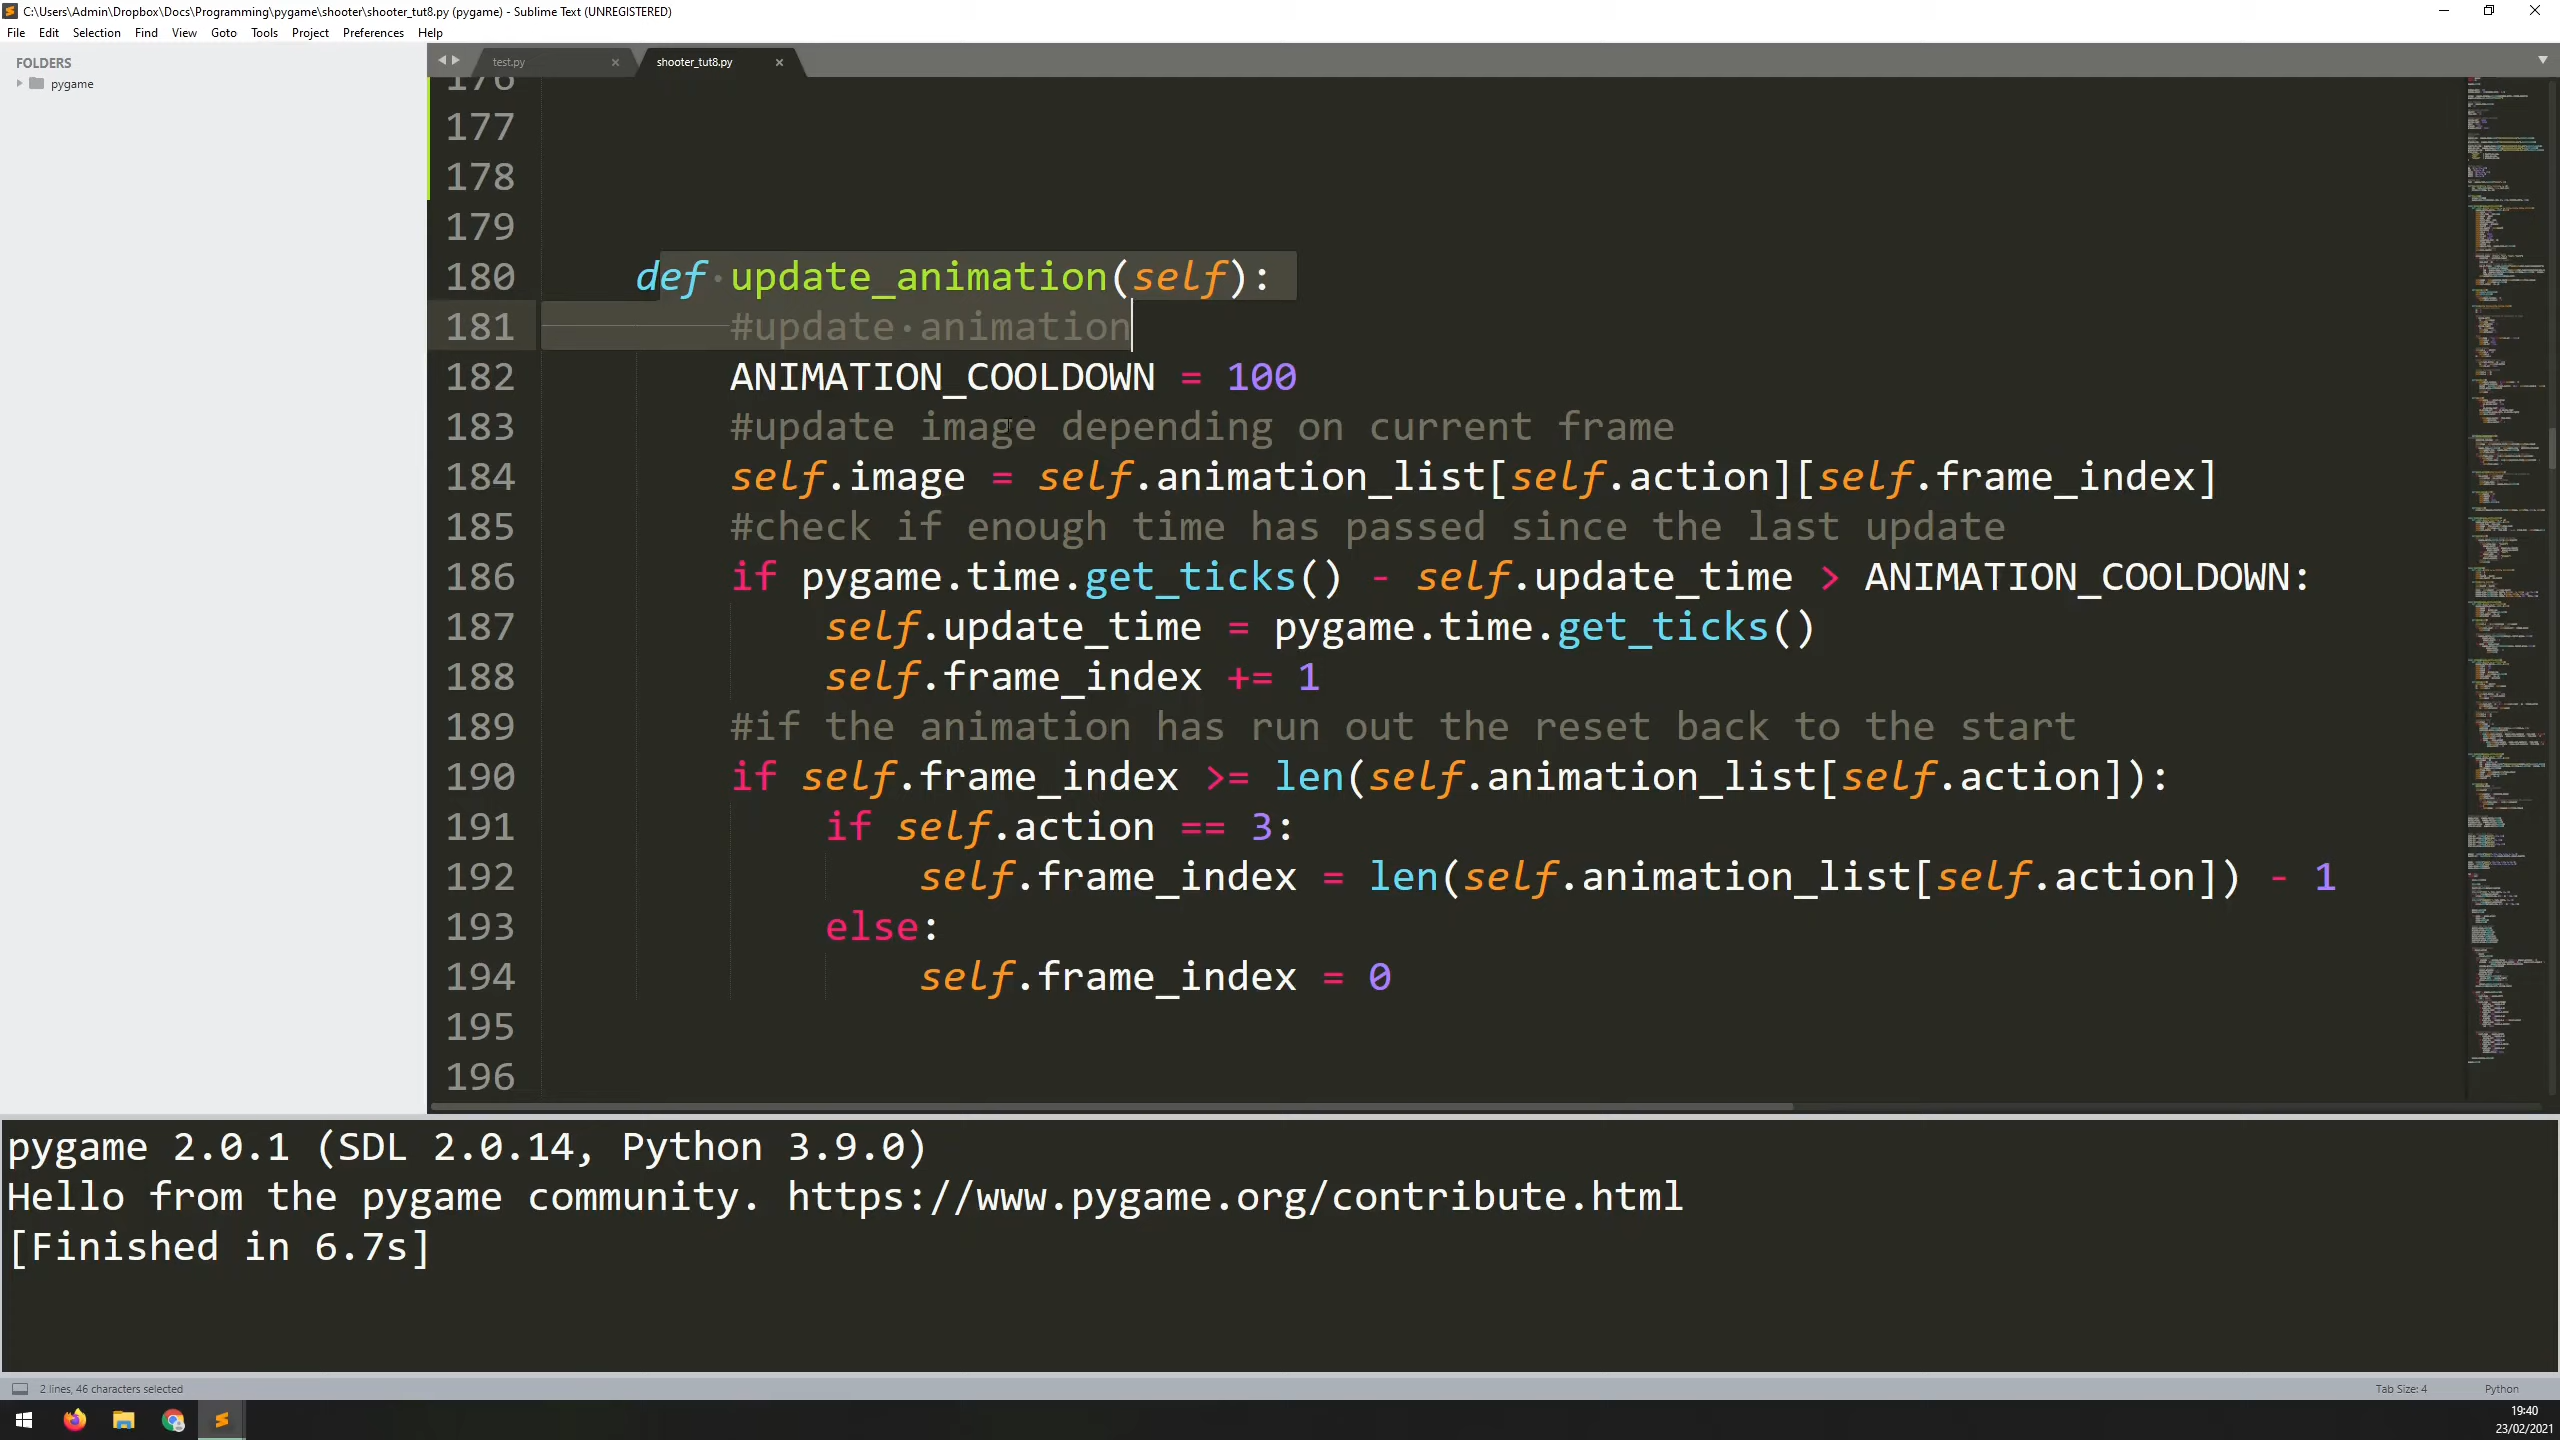 C:\Users\Admin\Dropbox\Docs\Programming\pygame\shooter\shooter_tut8.py (pygame) - Sublime Text (UNREGISTERED)
File Edit Selection Find View Goto Tools Project Preferences Help
FOLDERS
pygame
test.py
shooter_tut8.py
176
177
178
179
180 def update_animation(self):
181 #update animation
182 ANIMATION_COOLDOWN = 100
183 #update image depending on current frame
184 self.image = self.animation_list[self.action][self.frame_index]
185 #check if enough time has passed since the last update
186 if pygame.time.get_ticks() - self.update_time > ANIMATION_COOLDOWN:
187 self.update_time = pygame.time.get_ticks()
188 self.frame_index += 1
189 #if the animation has run out the reset back to the start
190 if self.frame_index >= len(self.animation_list[self.action]):
191 if self.action == 3:
192 self.frame_index = len(self.animation_list[self.action]) - 1
193 else:
194 self.frame_index = 0
195
196
pygame 2.0.1 (SDL 2.0.14, Python 3.9.0)
Hello from the pygame community. https://www.pygame.org/contribute.html
[Finished in 6.7s]
2 lines, 46 characters selected
Tab Size: 4
Python
19:40
23/02/2021